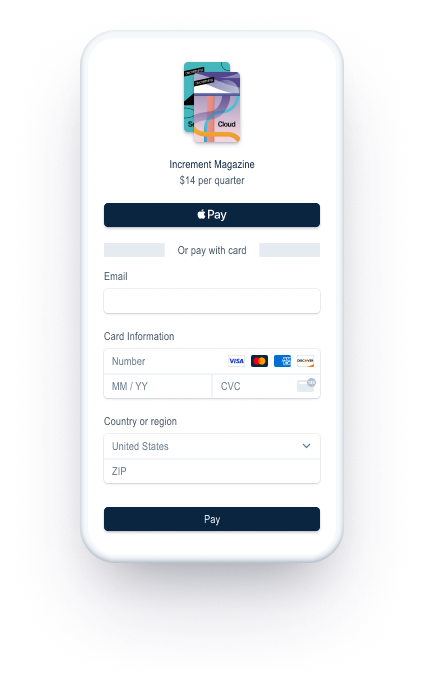 INCREMENT
INCREMENT
Cloud
Increment Magazine
$14 per quarter
Pay
Or pay with card
Email
Card Information
Number VISA DISCOVER
MM / YY CVC
Country or region
United States
ZIP
Pay